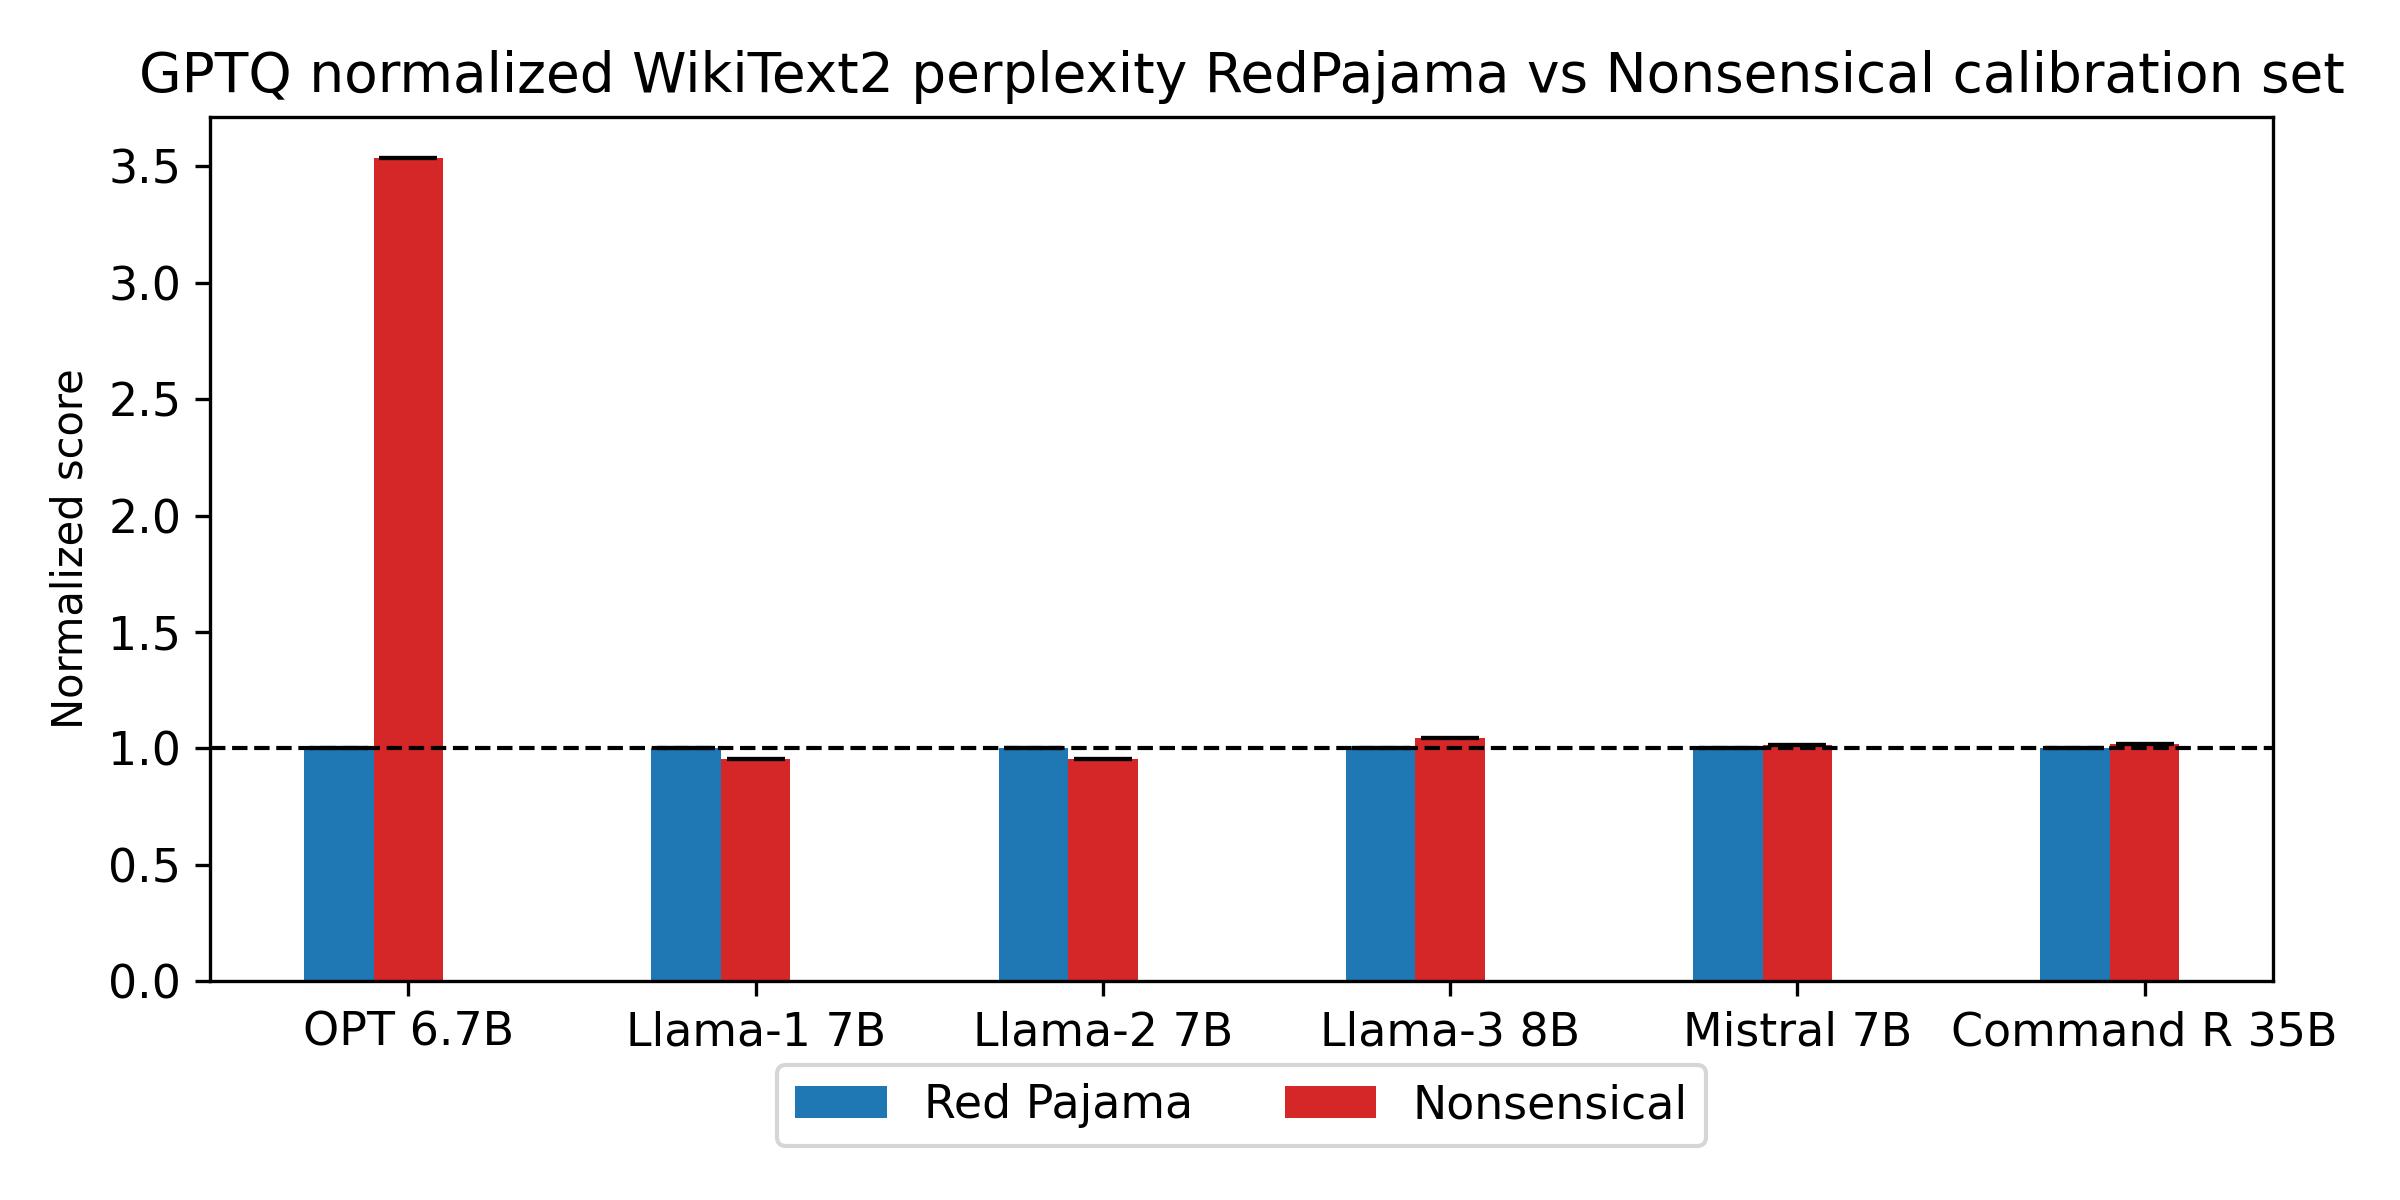 GPTQ normalized WikiText2 perplexity RedPajama vs Nonsensical calibration set
Normalized score
3.5
3.0
2.5
2.0
1.5
1.0
0.5
0.0
OPT 6.7B Llama-1 7B Llama-2 7B Llama-3 8B Mistral 7B Command R 35B
Red Pajama Nonsensical